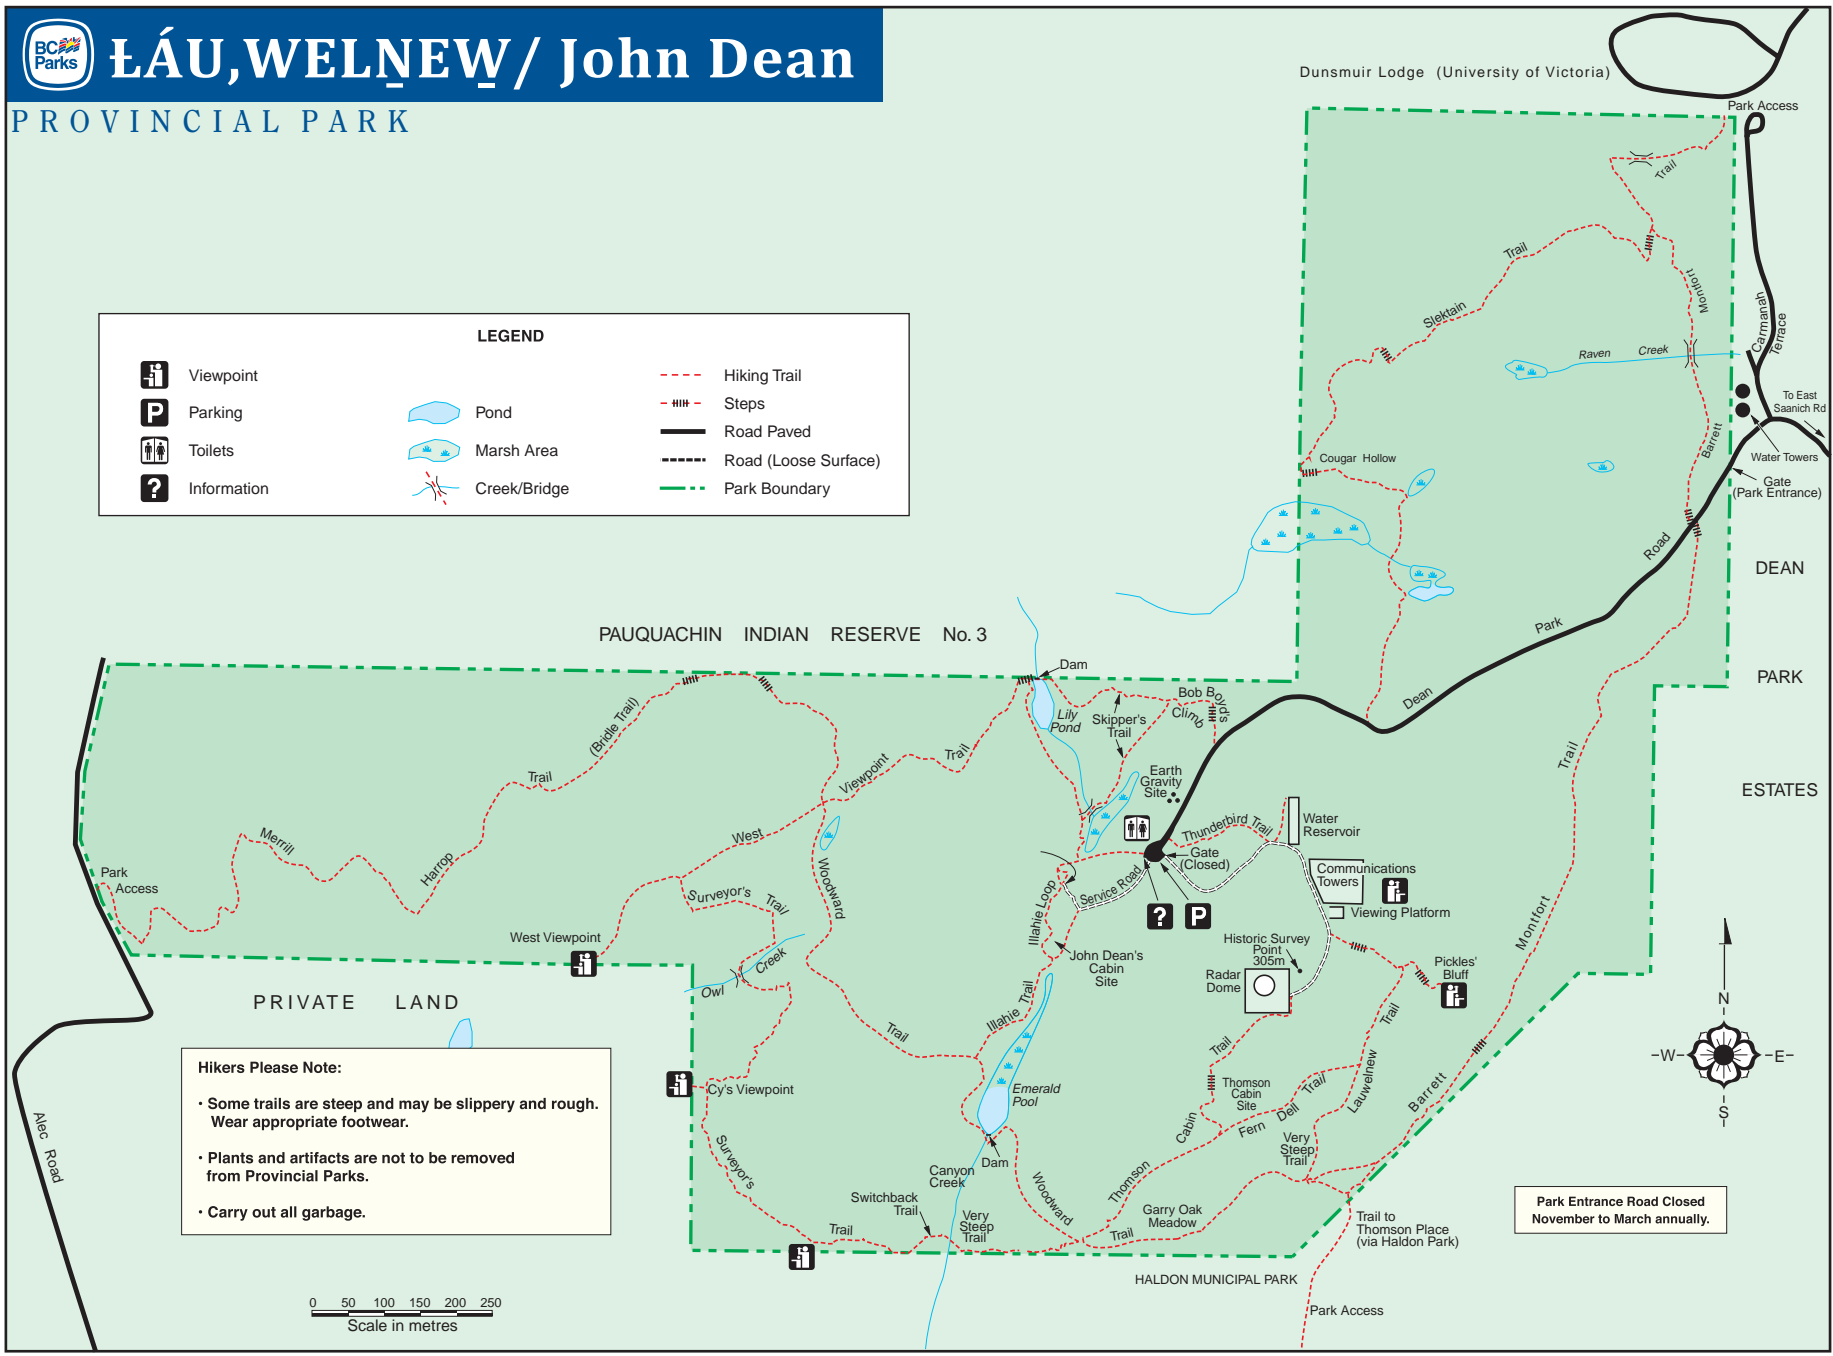 BC
Parks
ȽÁU,WELṈEW̱/ John Dean
PROVINCIAL PARK
Dunsmuir Lodge (University of Victoria)
Park Access
Trail
Trail
Slektain
Montfort
Raven Creek
Carmanah
Terrace
To East
Saanich Rd
Barrett
Water Towers
Gate
(Park Entrance)
Cougar Hollow
Road
Park
Dean
DEAN
PARK
ESTATES
LEGEND
Viewpoint
Parking
Toilets
Information
Pond
Marsh Area
Creek/Bridge
Hiking Trail
Steps
Road Paved
Road (Loose Surface)
Park Boundary
P
?
PAUQUACHIN INDIAN RESERVE No. 3
Dam
Lily
Pond
Skipper's
Trail
Bob Boyd's
Climb
Earth
Gravity
Site
Thunderbird Trail
Water
Reservoir
Gate
(Closed)
Service Road
?
P
Communications
Towers
Viewing Platform
Historic Survey
Point
305m
Radar
Dome
Pickles'
Bluff
(Bridle Trail)
Trail
Harrop
Merrill
Park
Access
Viewpoint
Trail
West
Woodward
Trail
West Viewpoint
Surveyor's
Trail
Owl
Creek
Cy's Viewpoint
Surveyor's
Trail
Illahie Loop
John Dean's
Cabin
Site
Illahie Trail
Emerald
Pool
Dam
Canyon
Creek
Switchback
Trail
Very
Steep
Trail
Woodward
Trail
Thomson
Cabin
Trail
Thomson
Cabin
Site
Fern Dell Trail
Lauwelnew
Trail
Very
Steep
Trail
Garry Oak
Meadow
Barrett
Montfort
Trail
Trail to
Thomson Place
(via Haldon Park)
HALDON MUNICIPAL PARK
Park Access
PRIVATE LAND
Alec Road
Hikers Please Note:
• Some trails are steep and may be slippery and rough.
Wear appropriate footwear.
• Plants and artifacts are not to be removed
from Provincial Parks.
• Carry out all garbage.
0 50 100 150 200 250
Scale in metres
N
W
E
S
Park Entrance Road Closed
November to March annually.